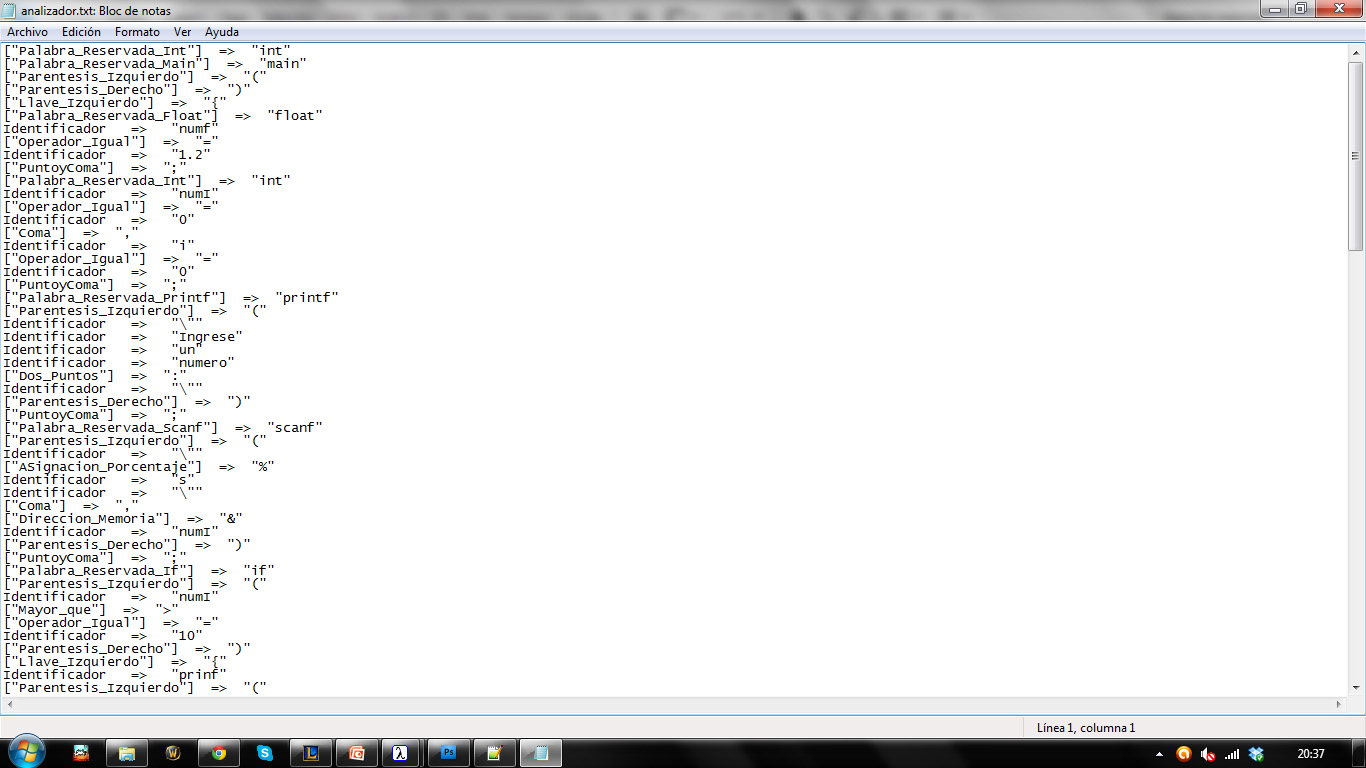 analizador.txt: Bloc de notas
Archivo Edición Formato Ver Ayuda
["Palabra_Reservada_Int"]  =>  "int"
["Palabra_Reservada_Main"]  =>  "main"
["Parentesis_Izquierdo"]  =>  "("
["Parentesis_Derecho"]  =>  ")"
["Llave_Izquierdo"]  =>  "{"
["Palabra_Reservada_Float"]  =>  "float"
Identificador   =>   "numf"
["Operador_Igual"]  =>  "="
Identificador   =>   "1.2"
["PuntoyComa"]  =>  ";"
["Palabra_Reservada_Int"]  =>  "int"
Identificador   =>   "numI"
["Operador_Igual"]  =>  "="
Identificador   =>   "0"
["Coma"]  =>  ","
Identificador   =>   "i"
["Operador_Igual"]  =>  "="
Identificador   =>   "0"
["PuntoyComa"]  =>  ";"
["Palabra_Reservada_Printf"]  =>  "printf"
["Parentesis_Izquierdo"]  =>  "("
Identificador   =>   "\""
Identificador   =>   "Ingrese"
Identificador   =>   "un"
Identificador   =>   "numero"
["Dos_Puntos"]  =>  ":"
Identificador   =>   "\""
["Parentesis_Derecho"]  =>  ")"
["PuntoyComa"]  =>  ";"
["Palabra_Reservada_Scanf"]  =>  "scanf"
["Parentesis_Izquierdo"]  =>  "("
Identificador   =>   "\""
["ASignacion_Porcentaje"]  =>  "%"
Identificador   =>   "s"
Identificador   =>   "\""
["Coma"]  =>  ","
["Direccion_Memoria"]  =>  "&"
Identificador   =>   "numI"
["Parentesis_Derecho"]  =>  ")"
["PuntoyComa"]  =>  ";"
["Palabra_Reservada_If"]  =>  "if"
["Parentesis_Izquierdo"]  =>  "("
Identificador   =>   "numI"
["Mayor_que"]  =>  ">"
["Operador_Igual"]  =>  "="
Identificador   =>   "10"
["Parentesis_Derecho"]  =>  ")"
["Llave_Izquierdo"]  =>  "{"
Identificador   =>   "prinf"
["Parentesis_Izquierdo"]  =>  "("
Línea 1, columna 1
20:37